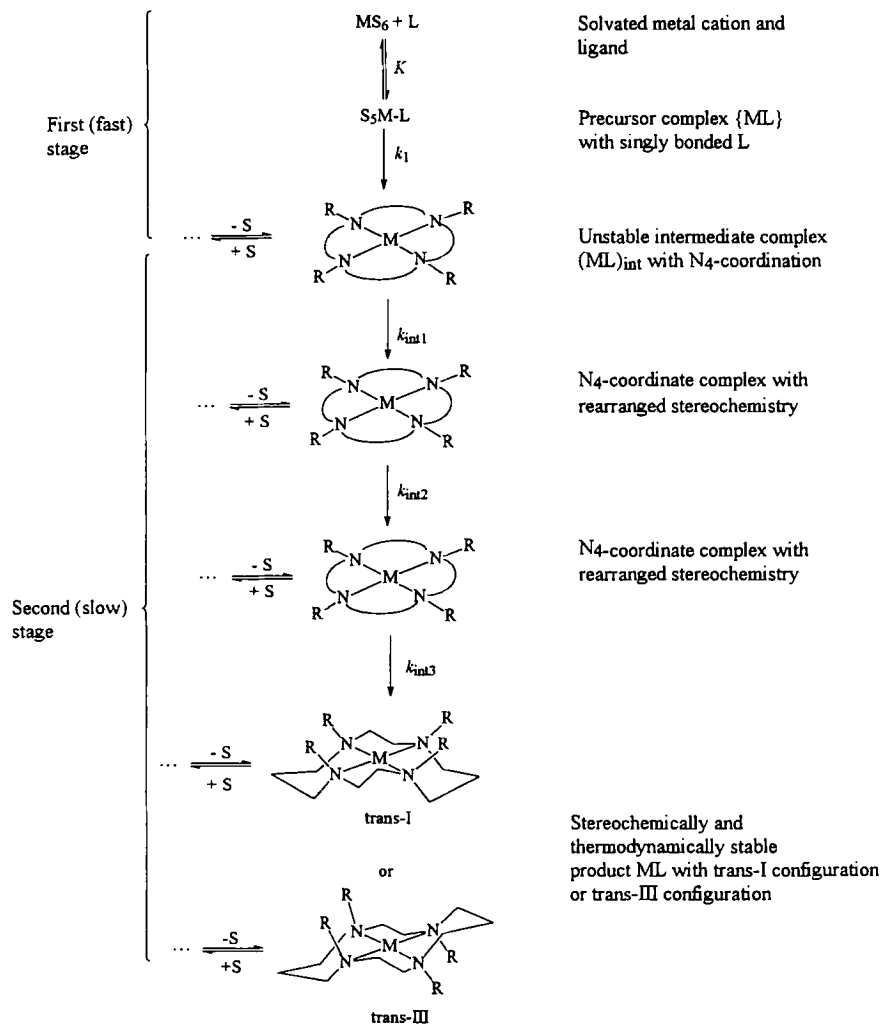 MS6 + L
Solvated metal cation and
ligand
K
S5M-L
Precursor complex {ML}
with singly bonded L
First (fast)
stage
k1
R
R
N
N
M
N
N
R
R
... - S
+ S
Unstable intermediate complex
(ML)int with N4-coordination
kint1
R
R
N
N
M
N
N
R
R
... - S
+ S
N4-coordinate complex with
rearranged stereochemistry
kint2
R
R
N
N
M
N
N
R
R
... - S
+ S
N4-coordinate complex with
rearranged stereochemistry
Second (slow)
stage
kint3
R
R
R
N
N
R
M
N
N
... - S
+ S
trans-I
Stereochemically and
thermodynamically stable
product ML with trans-I configuration
or trans-III configuration
or
R
R
N
N
M
N
N
R
R
... -S
+S
trans-III